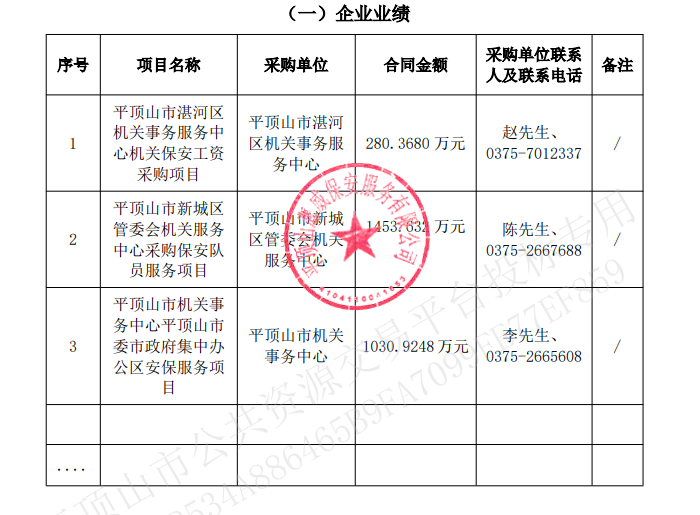 （一）企业业绩
序号 项目名称 采购单位 合同金额 采购单位联系 备注
人及联系电话
1
平顶山市湛河区
机关事务服务中
心机关保安工资
采购项目
平顶山市湛河
区机关事务服
务中心
280.3680 万元
赵先生、
0375-7012337
/
2
平顶山市新城区
管委会机关服务
中心采购保安队
员服务项目
平顶山市新城
区管委会机关
服务中心
万元
陈先生、
0375-2667688
/
3
平顶山市机关事
务中心平顶山市
委市政府集中办
公区安保服务项
目
平顶山市机关
事务中心
1030.9248 万元
李先生、
0375-2665608
/
....
平顶山市公共资源交易平台投标专用